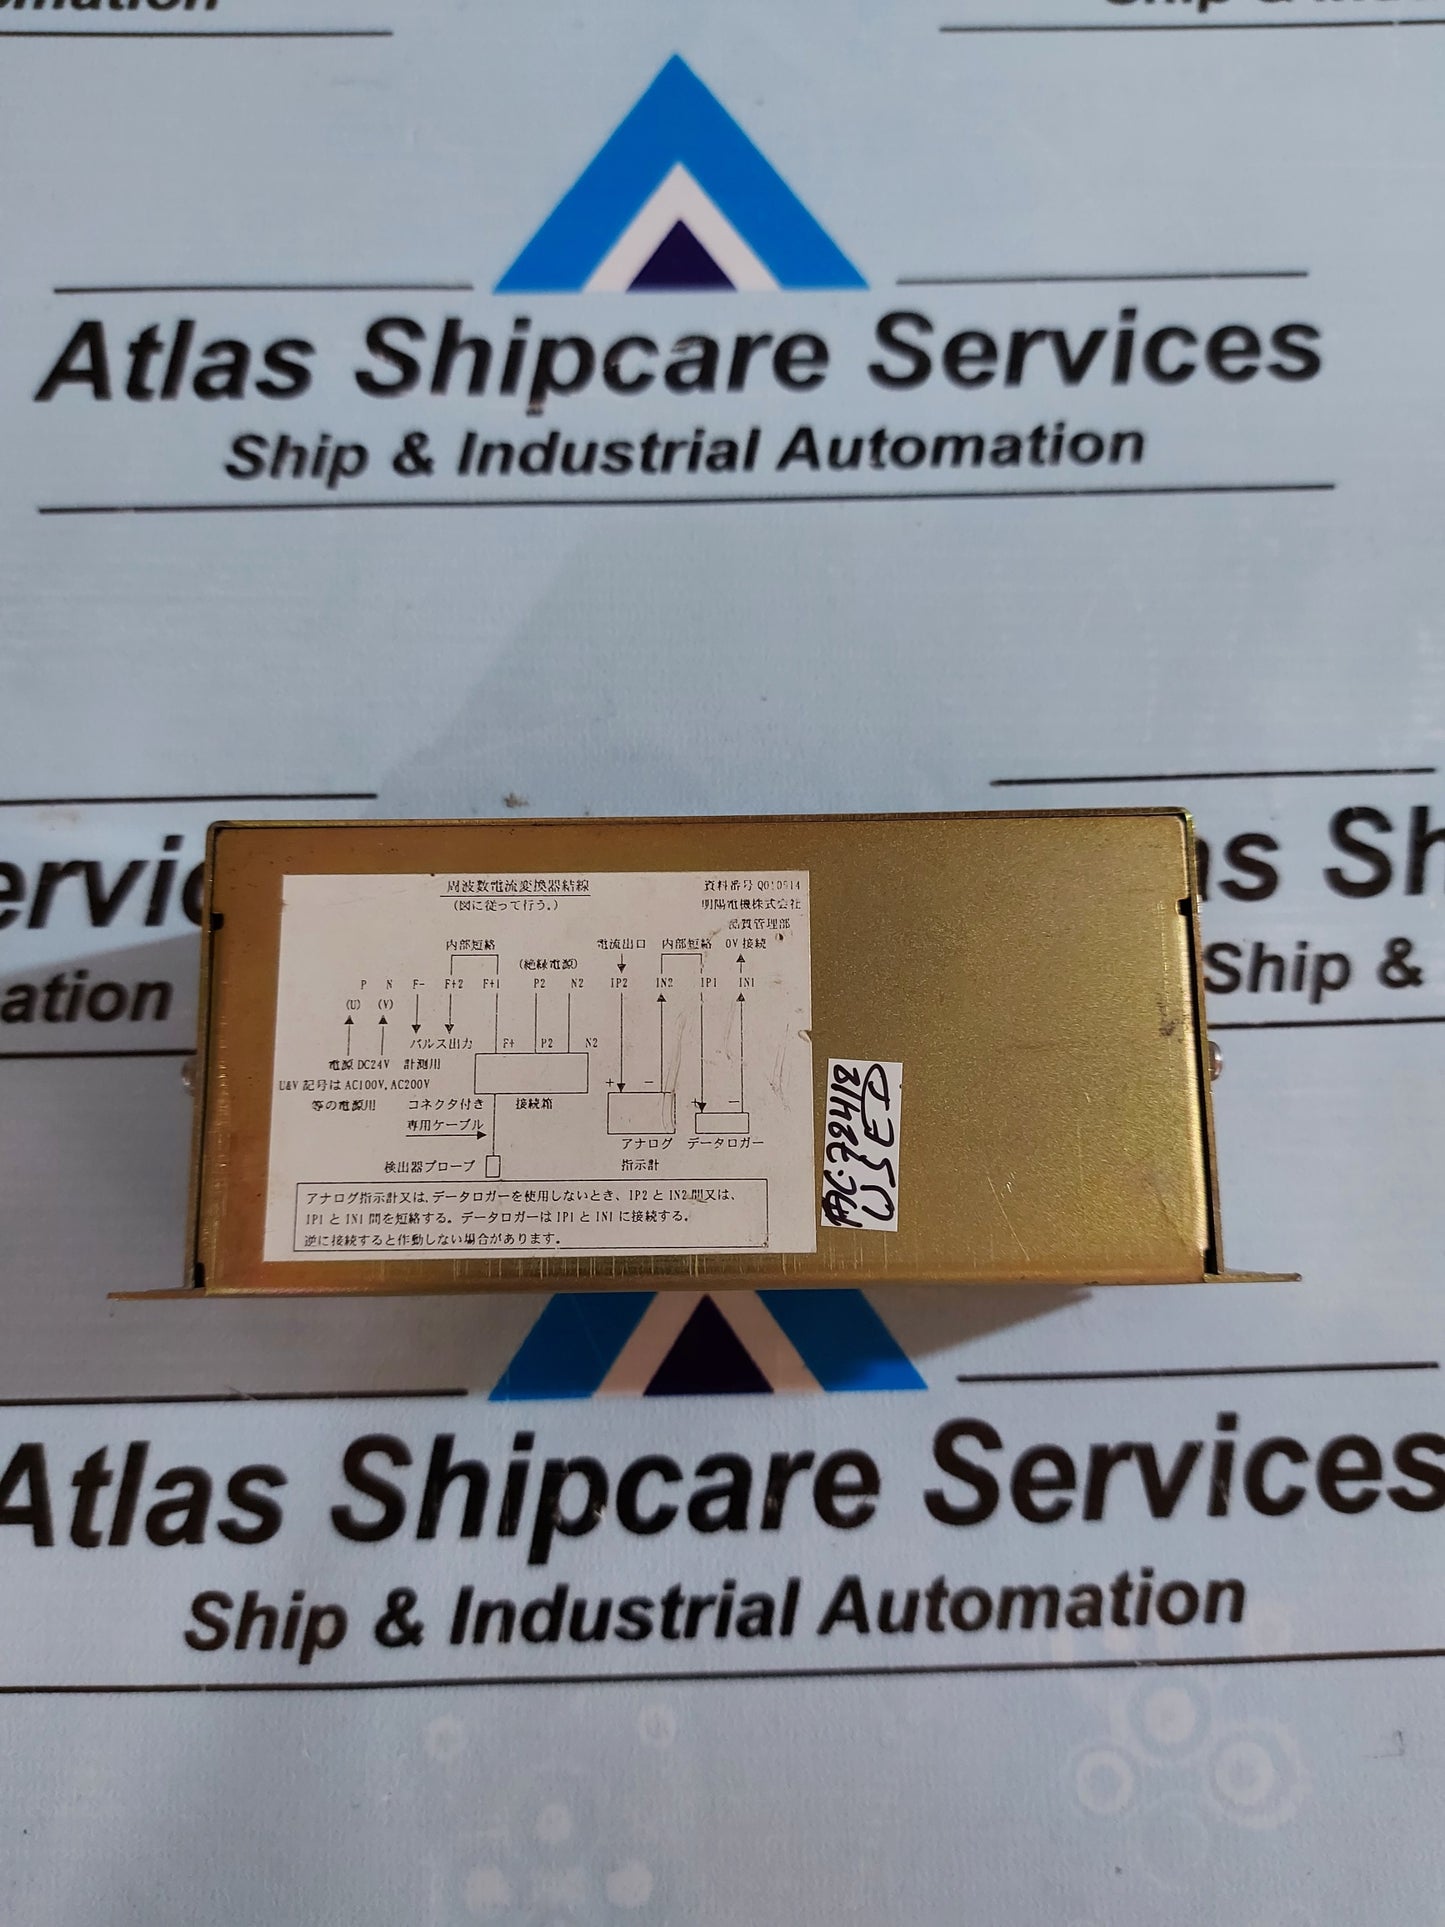 Atlas Shipcare Services
Ship & Industrial Automation
周波数電流変換器結線
(図に従って行う.)
資料番号
明陽電機株式会社
品質管理部
内部短絡
(絶縁電源)
電流出口
内部短絡
0V 接続
P N F- F+2 F+1 P2 N2 IP2 IN2 IP1 IN1
(U) (V)
パルス出力
F+ P2 N2
電源 DC24V 計測用
U&V 記号は AC100V, AC200V
等の電源用
コネクタ付き
専用ケーブル
接続箱
検出器プローブ
+ -
+ -
アナログ
指示計
データロガー
アナログ指示計又は、データロガーを使用しないとき、 IP2 と IN2 間又は、
IP1 と IN1 間を短絡する。データロガーは IP1 と IN1 に接続する。
逆に接続すると作動しない場合があります。
USED
Atlas Shipcare Services
Ship & Industrial Automation